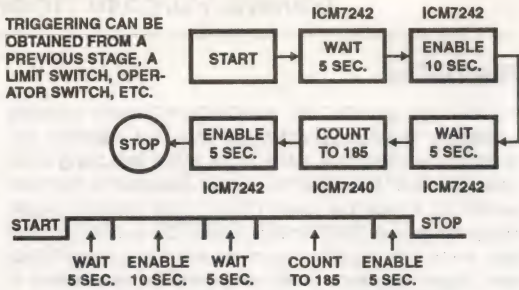 TRIGGERING CAN BE
OBTAINED FROM A
PREVIOUS STAGE, A
LIMIT SWITCH, OPER-
ATOR SWITCH, ETC.
ICM7242
ICM7242
START
WAIT
5 SEC.
ENABLE
10 SEC.
STOP
ENABLE
5 SEC.
COUNT
TO 185
WAIT
5 SEC.
ICM7242
ICM7240
ICM7242
START
STOP
WAIT
5 SEC.
ENABLE
10 SEC.
WAIT
5 SEC.
COUNT
TO 185
ENABLE
5 SEC.